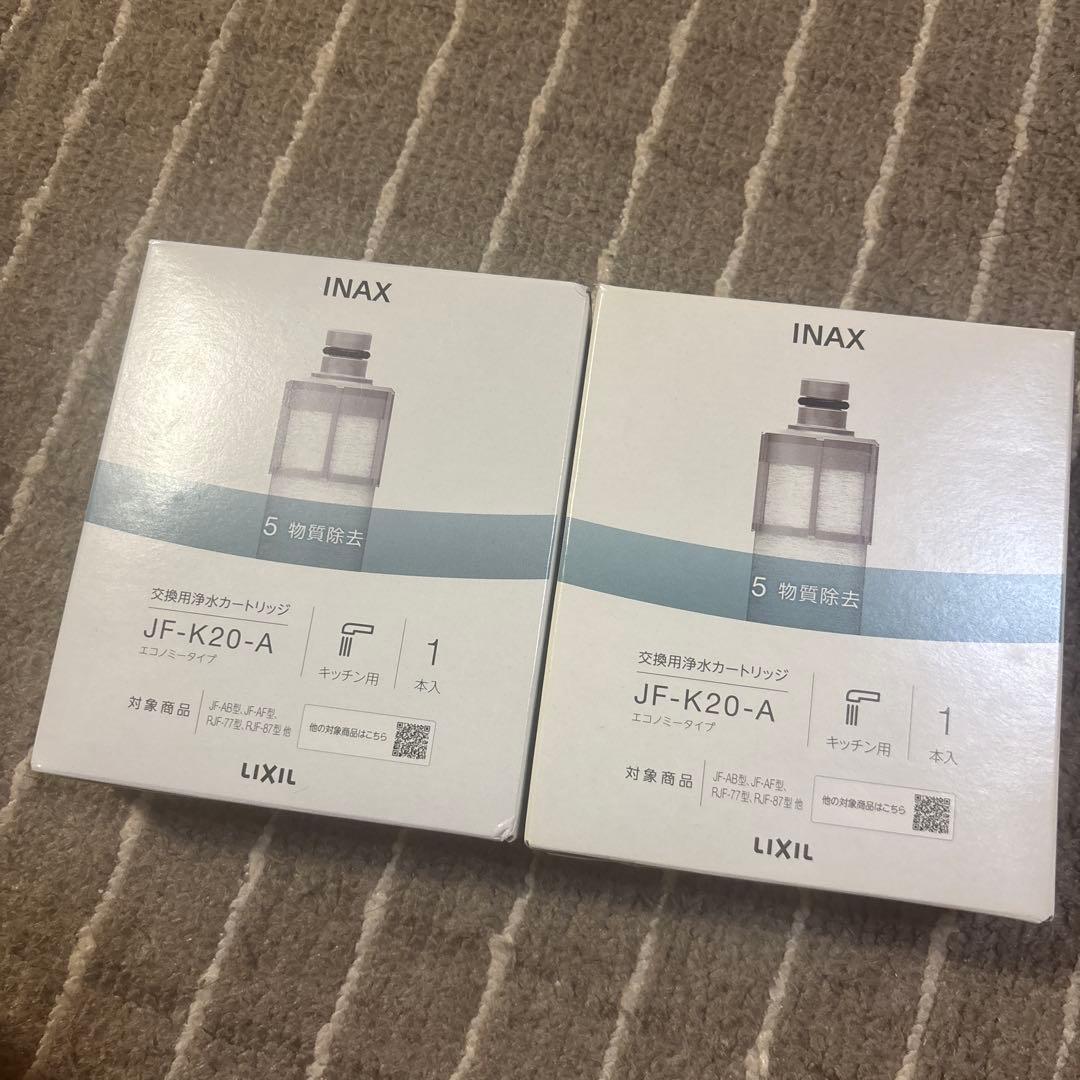 INAX
5 物質除去
交換用浄水カートリッジ
JF-K20-A
エコノミータイプ
キッチン用
1
本入
対象商品
JF-AB型、JF-AF型、
RJF-77型、RJF-87型 他
他の対象商品はこちら
LIXIL
INAX
5 物質除去
交換用浄水カートリッジ
JF-K20-A
エコノミータイプ
キッチン用
1
本入
対象商品
JF-AB型、JF-AF型、
RJF-77型、RJF-87型 他
他の対象商品はこちら
LIXIL